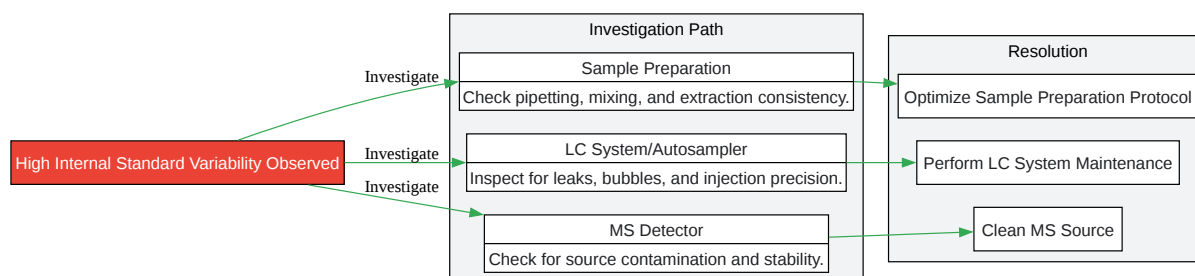 High Internal Standard Variability Observed
Investigate
Investigate
Investigate
Investigation Path
Sample Preparation
Check pipetting, mixing, and extraction consistency.
LC System/Autosampler
Inspect for leaks, bubbles, and injection precision.
MS Detector
Check for source contamination and stability.
Resolution
Optimize Sample Preparation Protocol
Perform LC System Maintenance
Clean MS Source